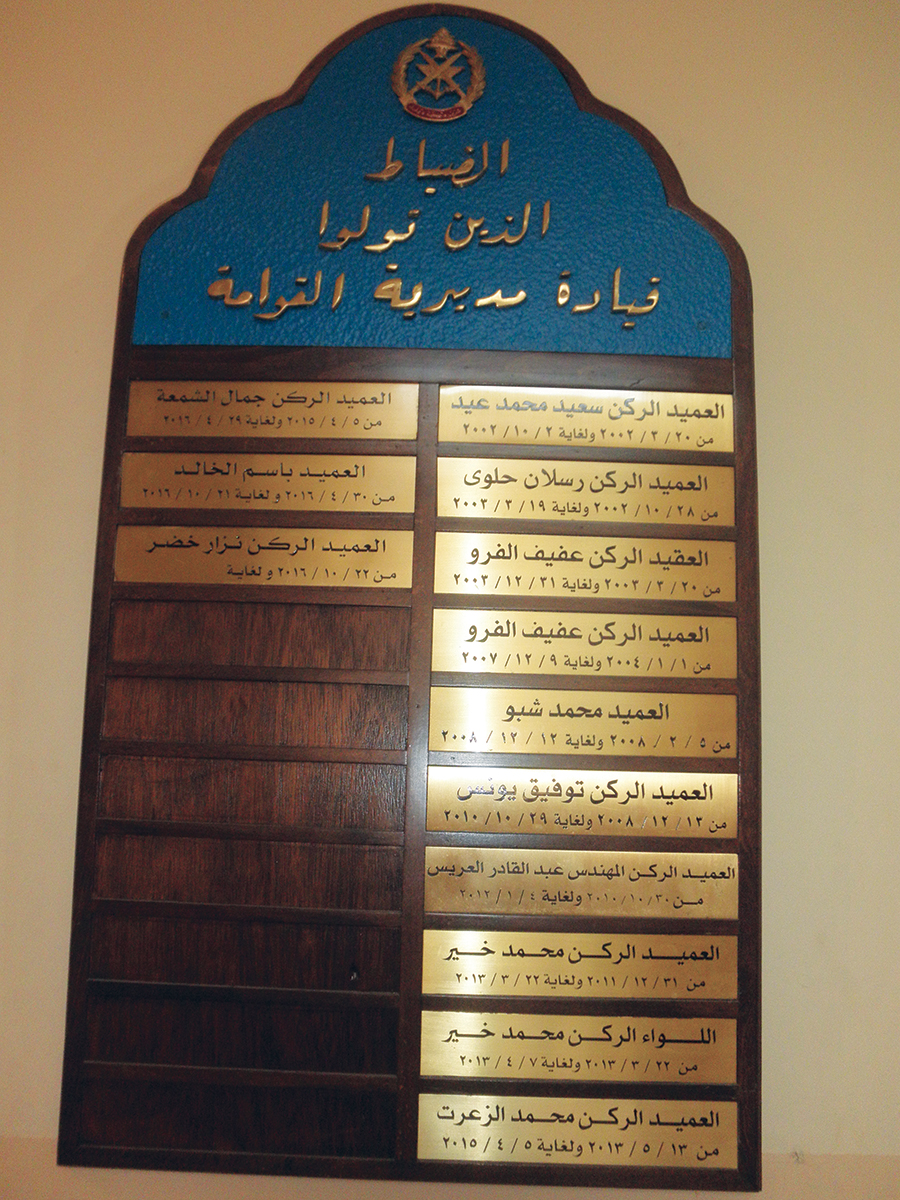 الضباط
الذين تولوا
قيادة مديرية القوامة
العميد الركن سعيد محمد عيد
من ٢٠ / ٣ / ٢٠٠٢ ولغاية ٢ / ١٠ / ٢٠٠٢
العميد الركن رسلان حلوى
من ٢٨ / ١٠ / ٢٠٠٢ ولغاية ١٩ / ٣ / ٢٠٠٣
العقيد الركن عفيف الفرو
من ٢٠ / ٣ / ٢٠٠٣ ولغاية ٣١ / ١٢ / ٢٠٠٣
العميد الركن عفيف الفرو
من ١ / ١ / ٢٠٠٤ ولغاية ٩ / ١٢ / ٢٠٠٧
العميد محمد شبو
من ٥ / ٢ / ٢٠٠٨ ولغاية ١٢ / ١٢ / ٢٠٠٨
العميد الركن توفيق يونس
من ١٣ / ١٢ / ٢٠٠٨ ولغاية ٢٩ / ١٠ / ٢٠١٠
العميد الركن المهندس عبد القادر العريس
من ٣٠ / ١٠ / ٢٠١٠ ولغاية ٤ / ١ / ٢٠١٢
العميد الركن محمد خير
من ٣١ / ١٢ / ٢٠١١ ولغاية ٢٢ / ٣ / ٢٠١٣
اللواء الركن محمد خير
من ٢٢ / ٣ / ٢٠١٣ ولغاية ٧ / ٤ / ٢٠١٣
العميد الركن محمد الزعرت
من ١٣ / ٥ / ٢٠١٣ ولغاية ٥ / ٤ / ٢٠١٥
العميد الركن جمال الشمعة
من ٥ / ٤ / ٢٠١٥ ولغاية ٢٩ / ٤ / ٢٠١٦
العميد باسم الخالد
من ٣٠ / ٤ / ٢٠١٦ ولغاية ٢١ / ١٠ / ٢٠١٦
العميد الركن نزار خضر
من ٢٢ / ١٠ / ٢٠١٦ ولغاية